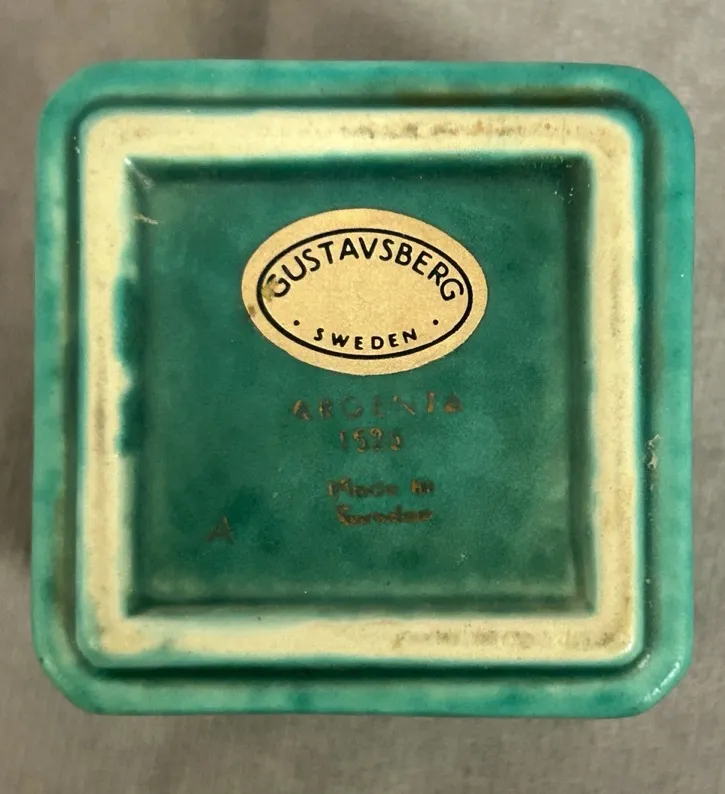 GUSTAVSBERG
· SWEDEN ·
ARGENTA
Made in
Sweden
A